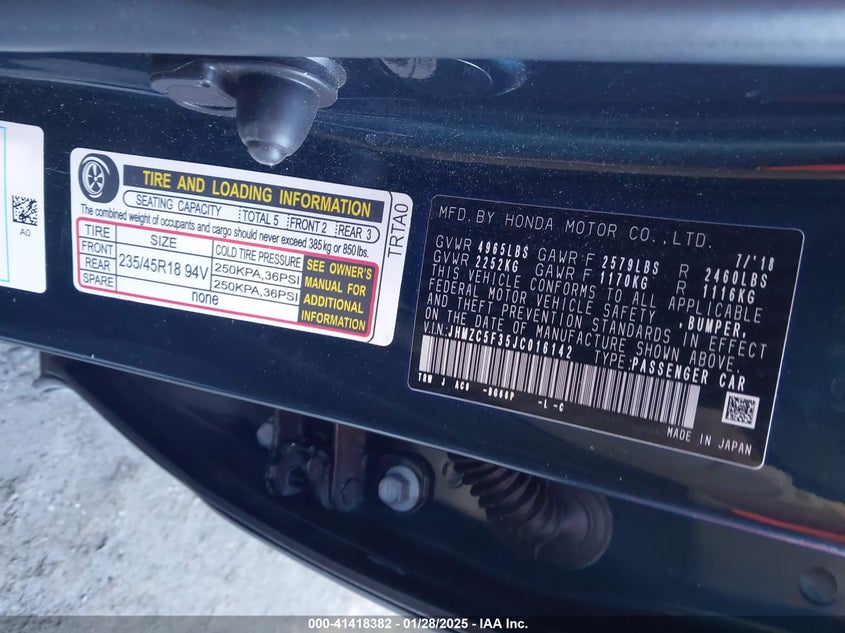 A0
TIRE AND LOADING INFORMATION
SEATING CAPACITY TOTAL 5 FRONT 2 REAR 3
The combined weight of occupants and cargo should never exceed 385 kg or 850 lbs.
TIRE SIZE COLD TIRE PRESSURE
FRONT 235/45R18 94V 250KPA,36PSI
REAR 250KPA,36PSI
SPARE none
SEE OWNER'S
MANUAL FOR
ADDITIONAL
INFORMATION
TRTA0
MFD. BY HONDA MOTOR CO., LTD. 7/'18
GVWR 4965LBS GAWR F 2579LBS R 2460LBS
GVWR 2252KG GAWR F 1170KG R 1116KG
THIS VEHICLE CONFORMS TO ALL APPLICABLE
FEDERAL MOTOR VEHICLE SAFETY ,BUMPER,
AND THEFT PREVENTION STANDARDS IN EFFECT
ON THE DATE OF MANUFACTURE SHOWN ABOVE.
V.I.N: JHMZC5F35JC016142 TYPE: PASSENGER CAR
TRW J AC0 -L-C
MADE IN JAPAN
000-41418382 - 01/28/2025 - IAA Inc.